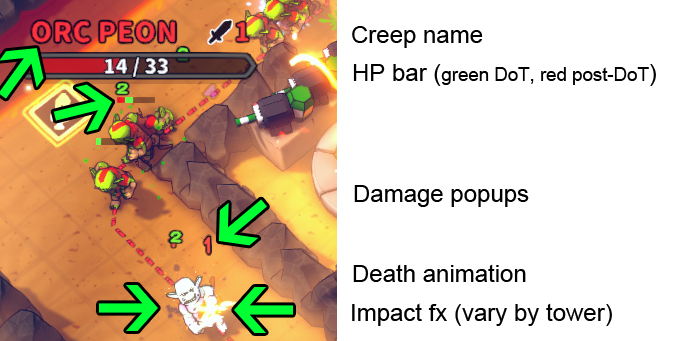 ORC PEON 1
14 / 33
2
2
2 1
Creep name
HP bar (green DoT, red post-DoT)
Damage popups
Death animation
Impact fx (vary by tower)